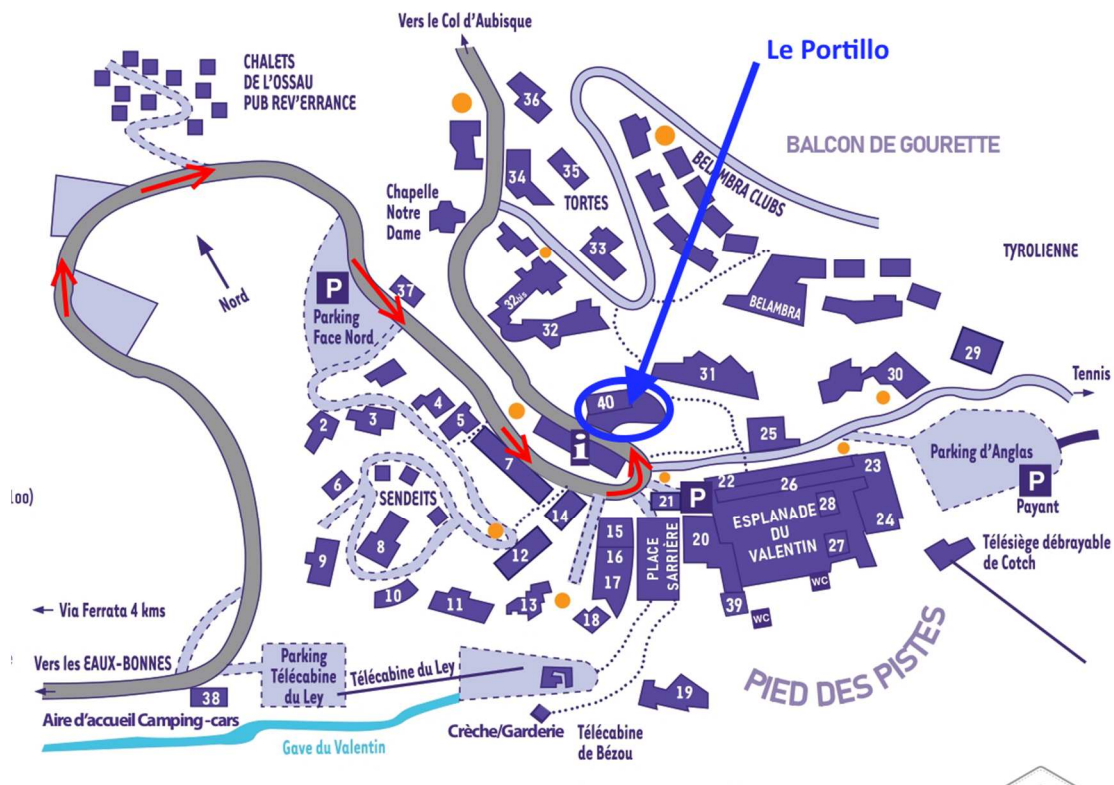 Vers le Col d'Aubisque
Le Portillo
CHALETS
DE L'OSSAU
PUB REV'ERRANCE
36
BALCON DE GOURETTE
BELAMBRA CLUBS
34
35
TORTES
Chapelle
Notre
Dame
33
TYROLIENNE
Nord
P
Parking
Face Nord
37
32bis
32
BELAMBRA
29
31
30
Tennis
40
2
3
4
5
7
i
25
Parking d'Anglas
P
Payant
6
SENDEITS
14
21
P
22
23
26
28
ESPLANADE
DU
VALENTIN
27
24
loo)
8
9
12
15
16
17
PLACE
SARRIÈRE
20
Télésiège débrayable
de Cotch
10
11
13
18
39
WC
WC
Via Ferrata 4 kms
Vers les EAUX-BONNES
Parking
Télécabine
du Ley
Télécabine du Ley
PIED DES PISTES
38
19
Aire d'accueil Camping-cars
Crèche/Garderie
Télécabine
de Bézou
Gave du Valentin